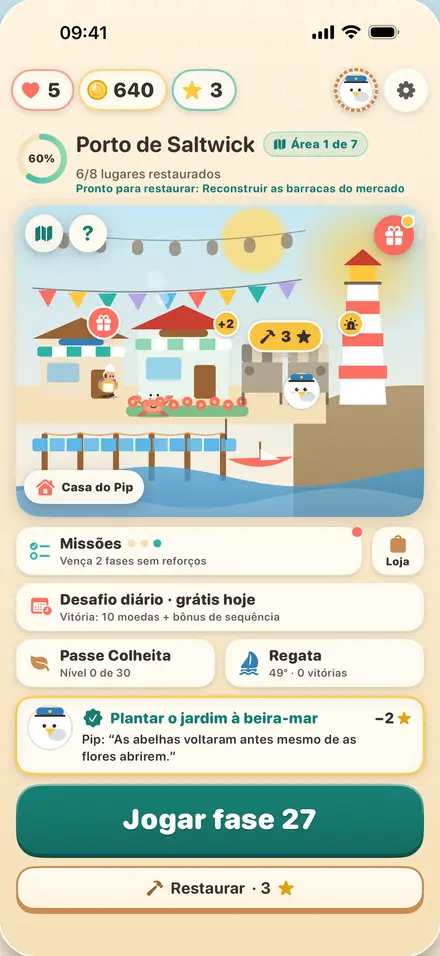 09:41
5
640
3
60%
Porto de Saltwick
Área 1 de 7
6/8 lugares restaurados
Pronto para restaurar: Reconstruir as barracas do mercado
?
+2
3
Casa do Pip
Missões
Vença 2 fases sem reforços
Loja
Desafio diário · grátis hoje
Vitória: 10 moedas + bônus de sequência
Passe Colheita
Nível 0 de 30
Regata
49° · 0 vitórias
Plantar o jardim à beira-mar
−2
Pip: “As abelhas voltaram antes mesmo de as
flores abrirem.”
Jogar fase 27
Restaurar · 3